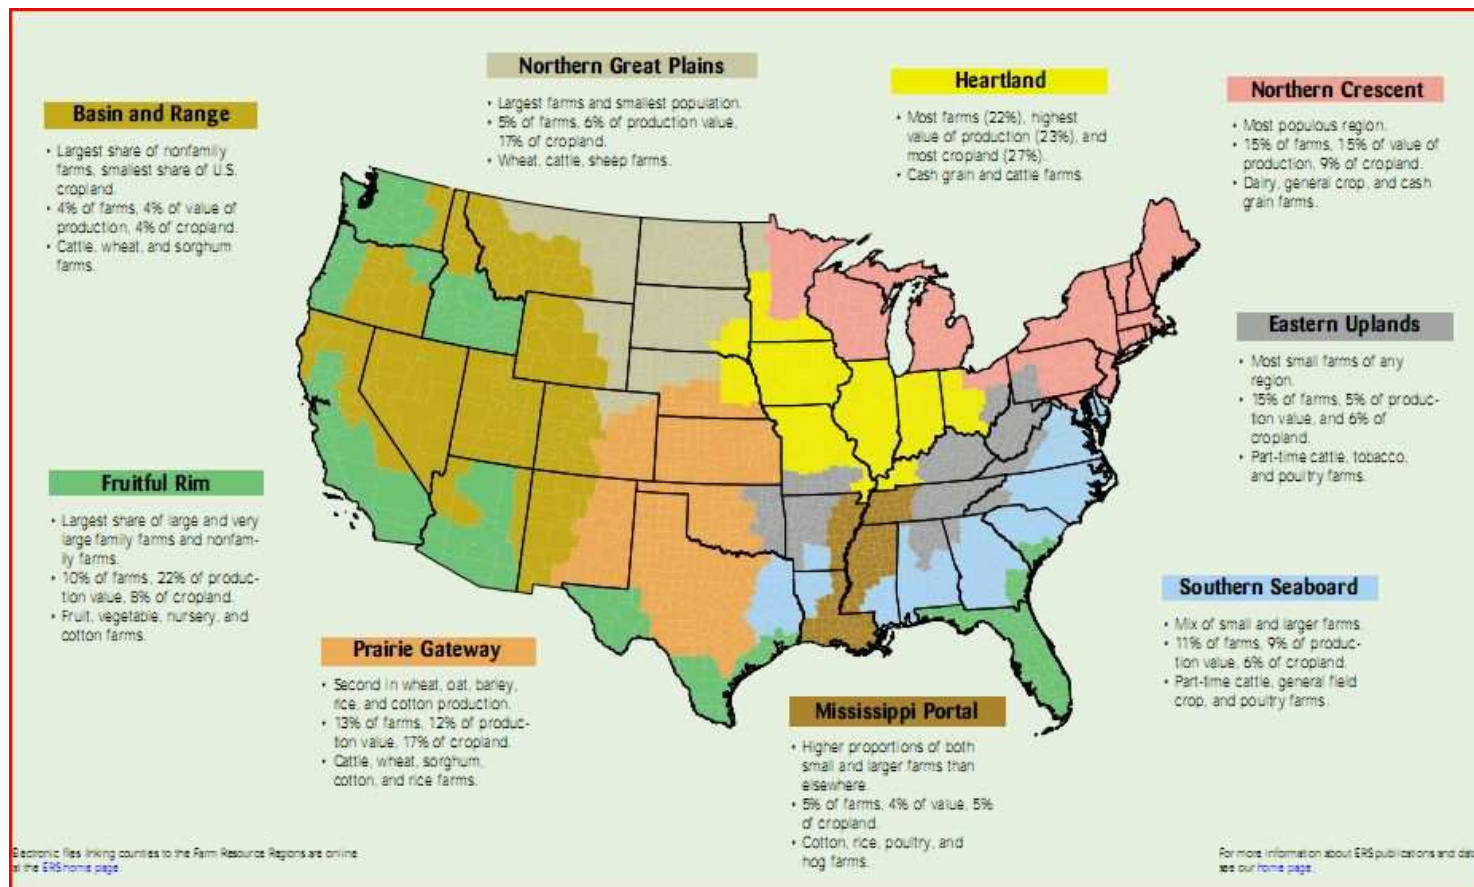 Northern Great Plains
• Largest farms and smallest population.
• 5% of farms, 6% of production value,
17% of cropland.
• Wheat, cattle, sheep farms.
Heartland
• Most farms (22%), highest
value of production (23%), and
most cropland (27%).
• Cash grain and cattle farms.
Northern Crescent
• Most populous region.
• 15% of farms, 15% of value of
production, 9% of cropland.
• Dairy, general crop, and cash
grain farms.
Basin and Range
• Largest share of nonfamily
farms, smallest share of U.S.
cropland.
• 4% of farms, 4% of value of
production, 4% of cropland.
• Cattle, wheat, and sorghum
farms.
Eastern Uplands
• Most small farms of any
region.
• 15% of farms, 5% of produc-
tion value, and 6% of
cropland.
• Part-time cattle, tobacco,
and poultry farms.
Fruitful Rim
• Largest share of large and very
large family farms and nonfam-
ily farms.
• 10% of farms, 22% of produc-
tion value, 8% of cropland.
• Fruit, vegetable, nursery, and
cotton farms.
Southern Seaboard
• Mix of small and larger farms.
• 11% of farms, 9% of produc-
tion value, 6% of cropland.
• Part-time cattle, general field
crop, and poultry farms.
Prairie Gateway
• Second in wheat, oat, barley,
rice, and cotton production.
• 13% of farms, 12% of produc-
tion value, 17% of cropland.
• Cattle, wheat, sorghum,
cotton, and rice farms.
Mississippi Portal
• Higher proportions of both
small and larger farms than
elsewhere.
• 5% of farms, 4% of value, 5%
of cropland.
• Cotton, rice, poultry, and
hog farms.
Electronic files linking counties to the Farm Resource Regions are online
at the ERS home page.
For more information about ERS publications and
see our home page.